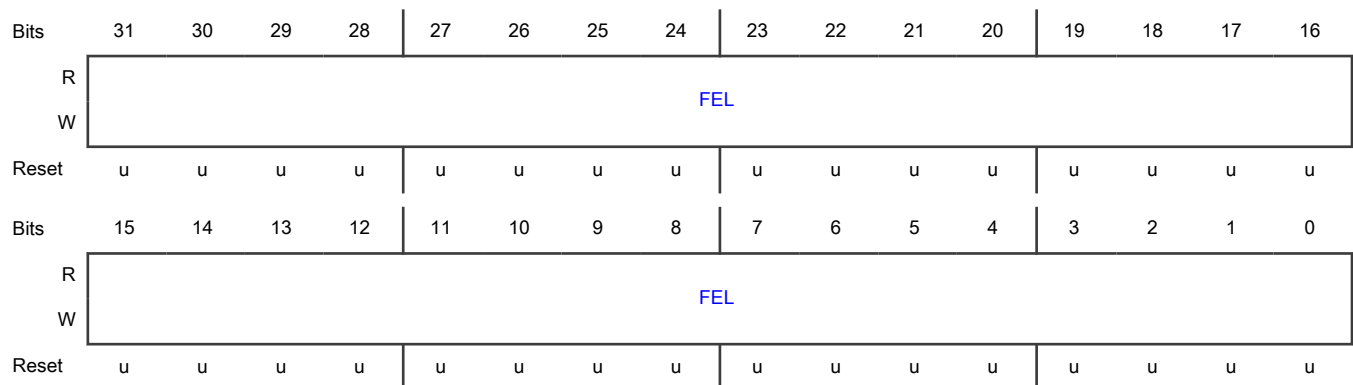 Bits 31 30 29 28 27 26 25 24 23 22 21 20 19 18 17 16
R
FEL
W
Reset u u u u u u u u u u u u u u u u
Bits 15 14 13 12 11 10 9 8 7 6 5 4 3 2 1 0
R
FEL
W
Reset u u u u u u u u u u u u u u u u